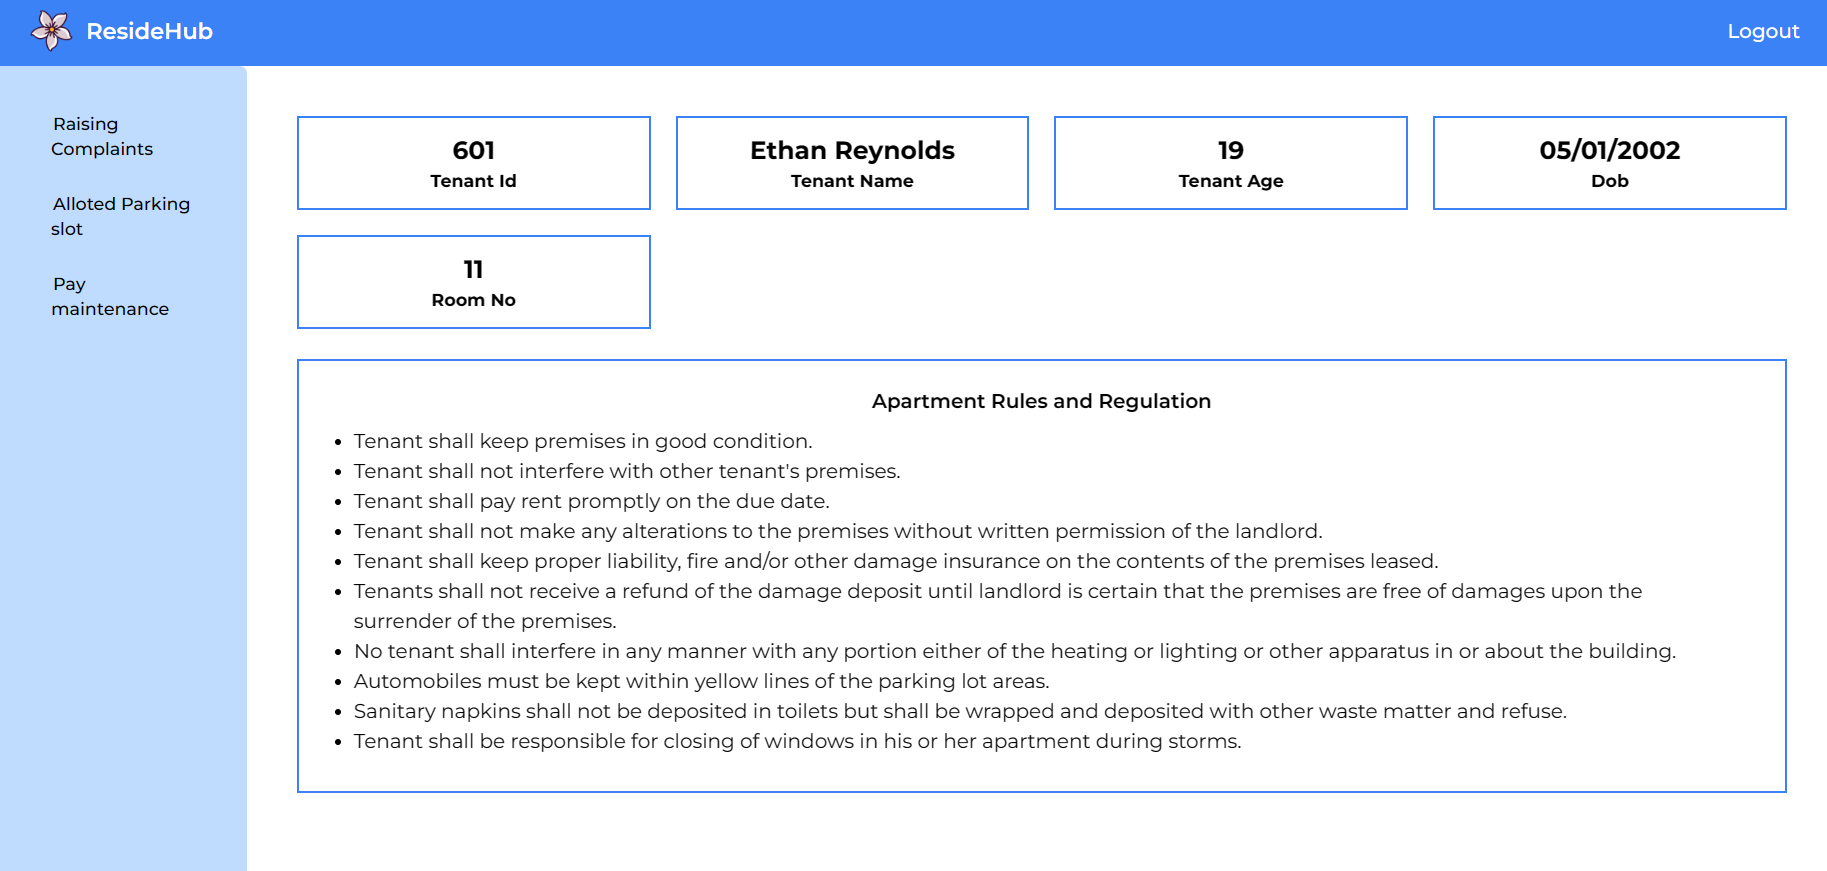 ResideHub
Logout
Raising
Complaints
Alloted Parking
slot
Pay
maintenance
601
Tenant Id
Ethan Reynolds
Tenant Name
19
Tenant Age
05/01/2002
Dob
11
Room No
Apartment Rules and Regulation
• Tenant shall keep premises in good condition.
• Tenant shall not interfere with other tenant's premises.
• Tenant shall pay rent promptly on the due date.
• Tenant shall not make any alterations to the premises without written permission of the landlord.
• Tenant shall keep proper liability, fire and/or other damage insurance on the contents of the premises leased.
• Tenants shall not receive a refund of the damage deposit until landlord is certain that the premises are free of damages upon the
surrender of the premises.
• No tenant shall interfere in any manner with any portion either of the heating or lighting or other apparatus in or about the building.
• Automobiles must be kept within yellow lines of the parking lot areas.
• Sanitary napkins shall not be deposited in toilets but shall be wrapped and deposited with other waste matter and refuse.
• Tenant shall be responsible for closing of windows in his or her apartment during storms.